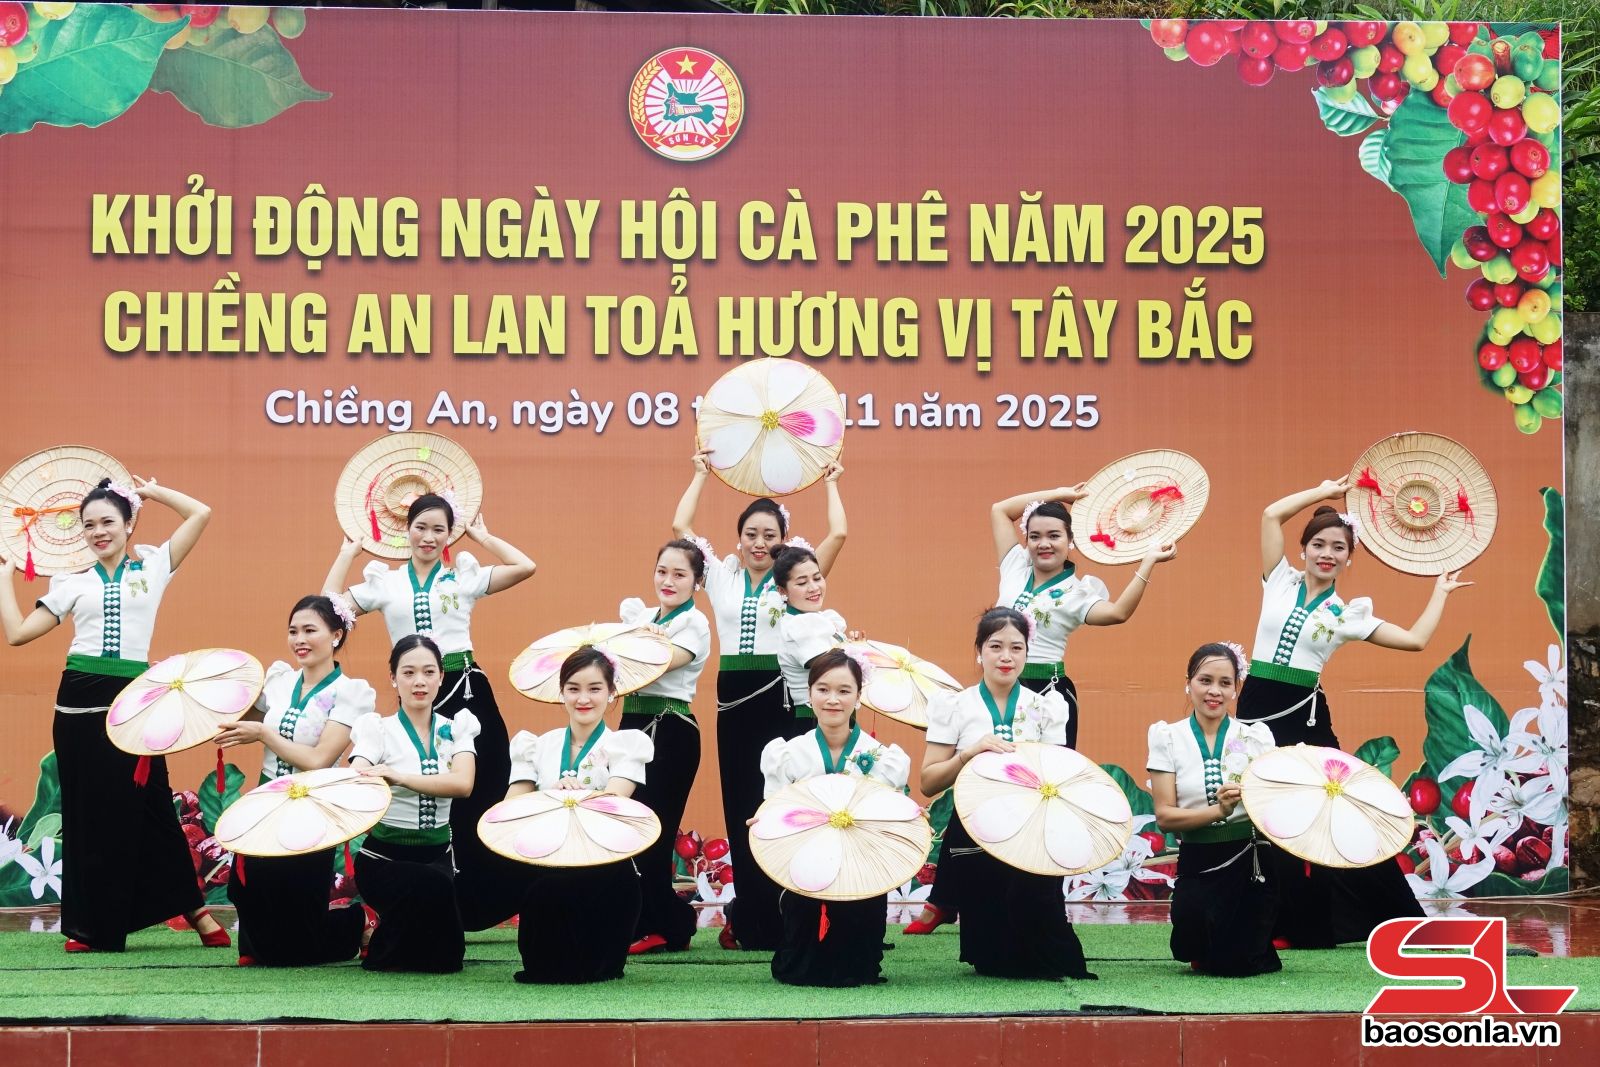 SƠN LA
KHỞI ĐỘNG NGÀY HỘI CÀ PHÊ NĂM 2025
CHIỀNG AN LAN TOẢ HƯƠNG VỊ TÂY BẮC
Chiềng An, ngày 08 11 năm 2025
SL
baosonla.vn